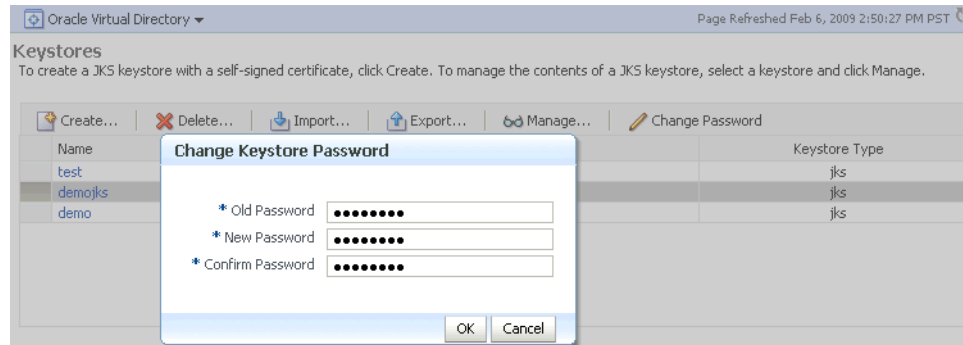 Oracle Virtual Directory Page Refreshed Feb 6, 2009 2:50:27 PM PST
Keystores
To create a JKS keystore with a self-signed certificate, click Create. To manage the contents of a JKS keystore, select a keystore and click Manage.
Create... Delete... Import... Export... Manage... Change Password
Name Keystore Type
Change Keystore Password
test jks
demojks jks
demo jks
* Old Password ●●●●●●●●
* New Password ●●●●●●●●
* Confirm Password ●●●●●●●●
OK Cancel